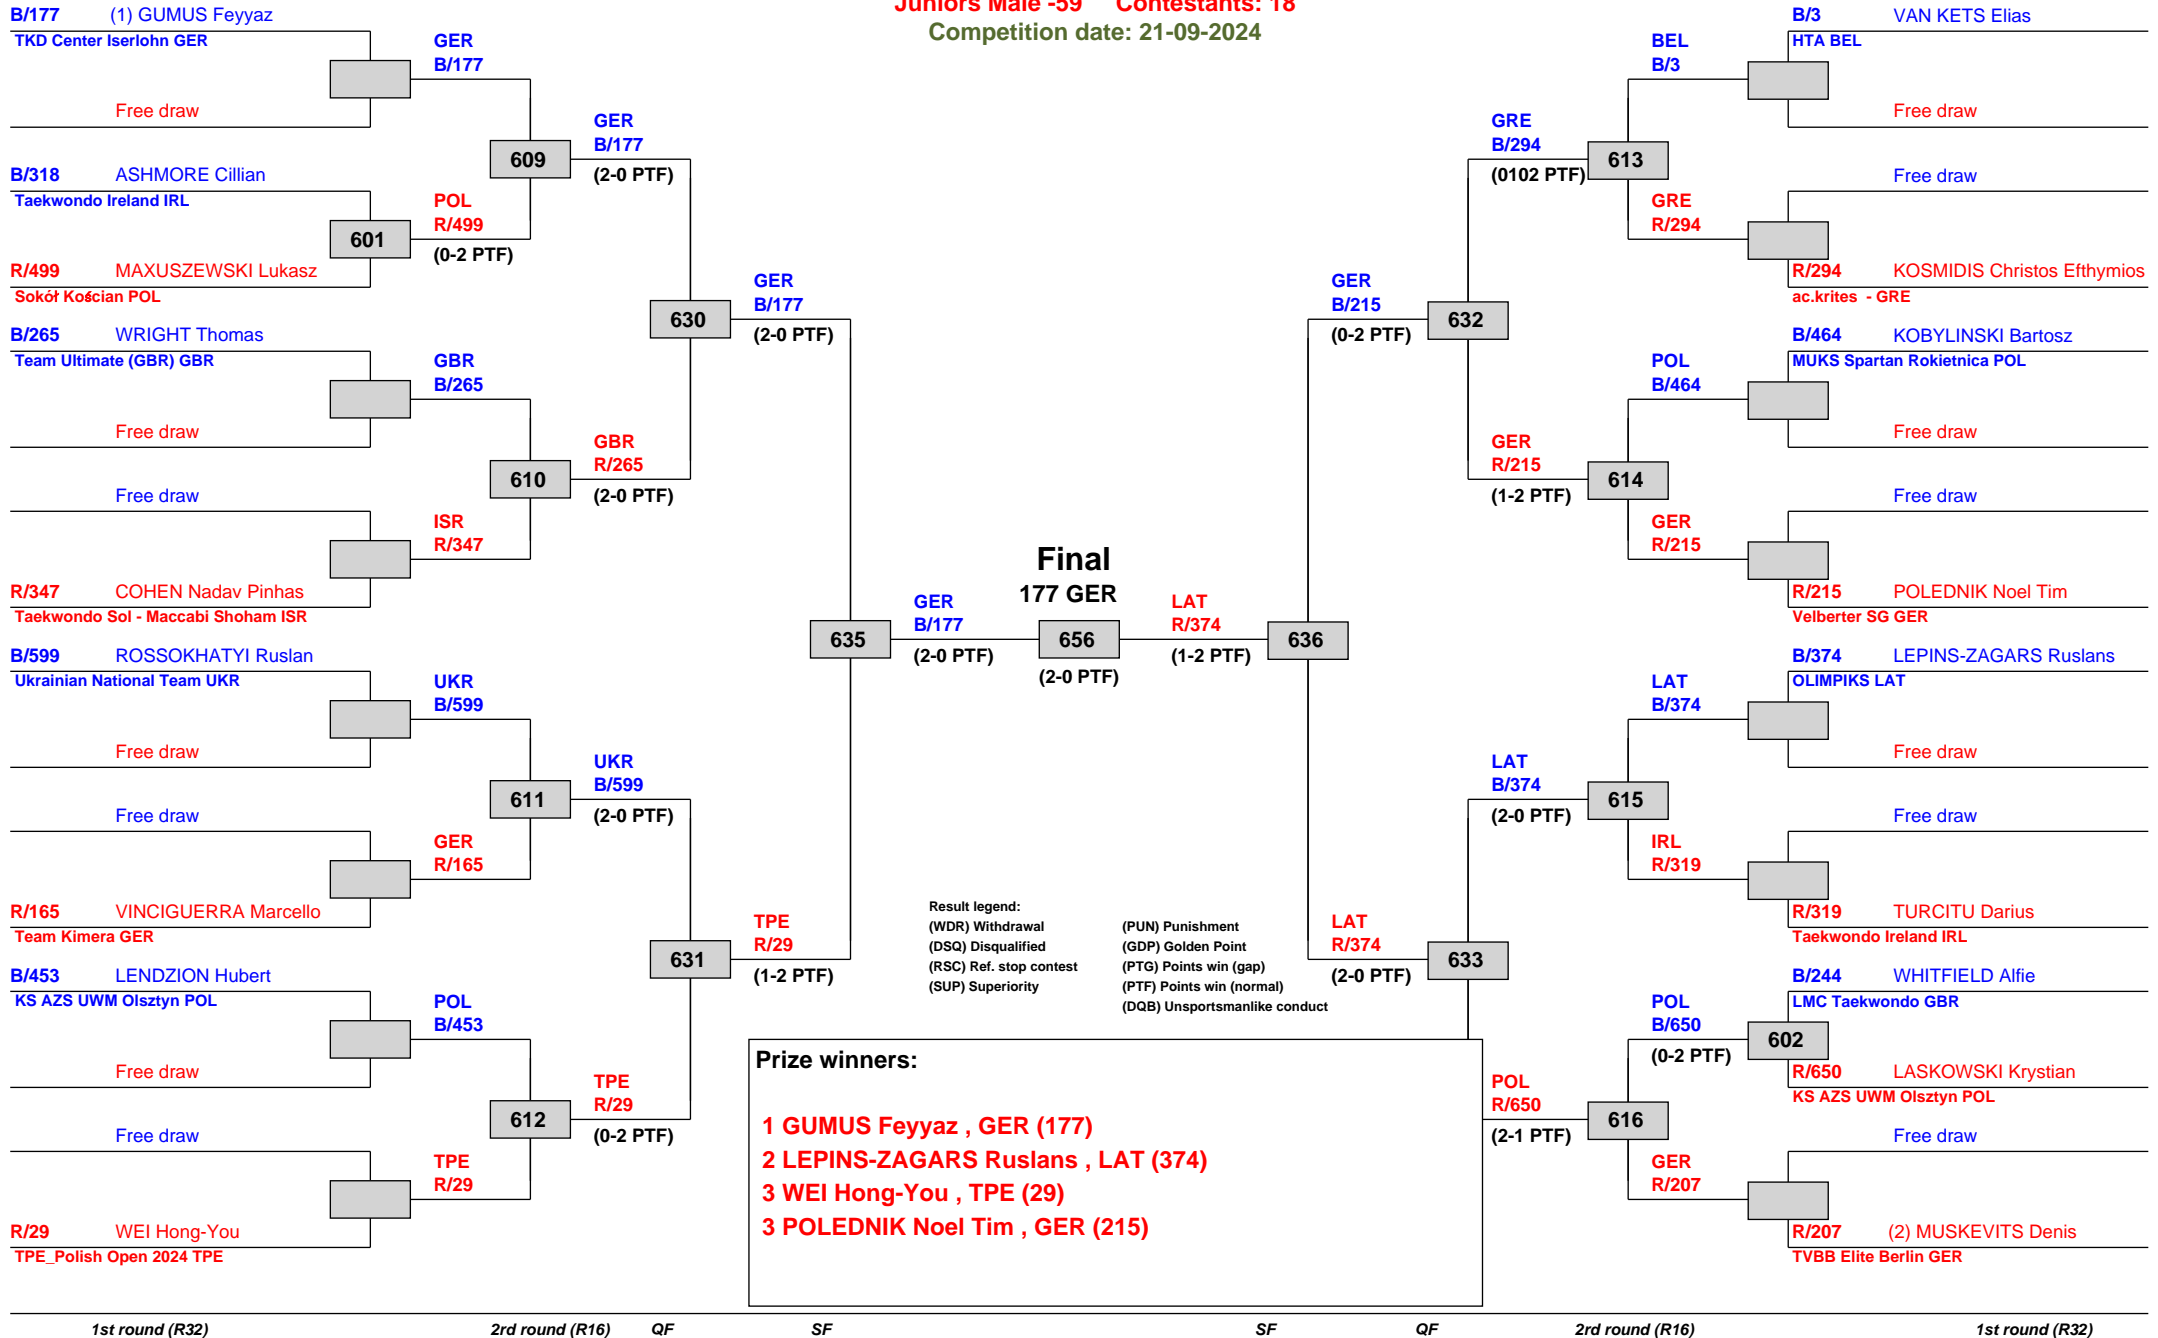 Juniors Male -59 Contestants: 18
Competition date: 21-09-2024
B/177 (1) GUMUS Feyyaz
TKD Center Iserlohn GER
Free draw
B/318 ASHMORE Cillian
Taekwondo Ireland IRL
601
R/499 MAXUSZEWSKI Lukasz
Sokół Kościan POL
B/265 WRIGHT Thomas
Team Ultimate (GBR) GBR
Free draw
Free draw
R/347 COHEN Nadav Pinhas
Taekwondo Sol - Maccabi Shoham ISR
B/599 ROSSOKHATYI Ruslan
Ukrainian National Team UKR
Free draw
Free draw
R/165 VINCIGUERRA Marcello
Team Kimera GER
B/453 LENDZION Hubert
KS AZS UWM Olsztyn POL
Free draw
Free draw
R/29 WEI Hong-You
TPE_Polish Open 2024 TPE
GER
B/177
609
POL
R/499
(0-2 PTF)
GBR
B/265
610
ISR
R/347
UKR
B/599
611
GER
R/165
POL
B/453
612
TPE
R/29
GER
B/177
(2-0 PTF)
630
GBR
R/265
(2-0 PTF)
UKR
B/599
(2-0 PTF)
631
TPE
R/29
(0-2 PTF)
GER
B/177
(2-0 PTF)
635
TPE
R/29
(1-2 PTF)
GER
B/177
(2-0 PTF)
Final
177 GER
656
(2-0 PTF)
LAT
R/374
(1-2 PTF)
636
GER
B/215
(0-2 PTF)
632
LAT
R/374
(2-0 PTF)
633
GRE
B/294
(0102 PTF)
613
GER
R/215
(1-2 PTF)
614
LAT
B/374
(2-0 PTF)
615
POL
R/650
(2-1 PTF)
616
BEL
B/3
GRE
R/294
POL
B/464
GER
R/215
LAT
B/374
IRL
R/319
POL
B/650
(0-2 PTF)
602
GER
R/207
B/3 VAN KETS Elias
HTA BEL
Free draw
Free draw
R/294 KOSMIDIS Christos Efthymios
ac.krites - GRE
B/464 KOBYLINSKI Bartosz
MUKS Spartan Rokietnica POL
Free draw
Free draw
R/215 POLEDNIK Noel Tim
Velberter SG GER
B/374 LEPINS-ZAGARS Ruslans
OLIMPIKS LAT
Free draw
Free draw
R/319 TURCITU Darius
Taekwondo Ireland IRL
B/244 WHITFIELD Alfie
LMC Taekwondo GBR
R/650 LASKOWSKI Krystian
KS AZS UWM Olsztyn POL
Free draw
R/207 (2) MUSKEVITS Denis
TVBB Elite Berlin GER
Result legend:
(WDR) Withdrawal (PUN) Punishment
(DSQ) Disqualified (GDP) Golden Point
(RSC) Ref. stop contest (PTG) Points win (gap)
(SUP) Superiority (PTF) Points win (normal)
(DQB) Unsportsmanlike conduct
Prize winners:
1 GUMUS Feyyaz , GER (177)
2 LEPINS-ZAGARS Ruslans , LAT (374)
3 WEI Hong-You , TPE (29)
3 POLEDNIK Noel Tim , GER (215)
1st round (R32) 2rd round (R16) QF SF SF QF 2rd round (R16) 1st round (R32)